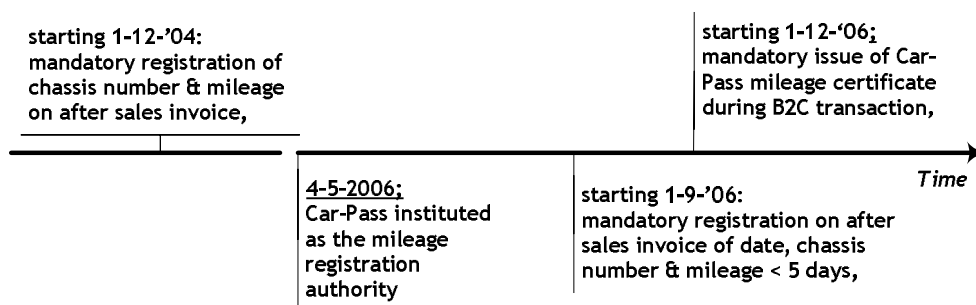 starting 1-12-’04:
mandatory registration of
chassis number & mileage
on after sales invoice,
starting 1-12-‘06;
mandatory issue of Car-
Pass mileage certificate
during B2C transaction,
Time
4-5-2006;
Car-Pass instituted
as the mileage
registration
authority
starting 1-9-’06:
mandatory registration on after
sales invoice of date, chassis
number & mileage < 5 days,